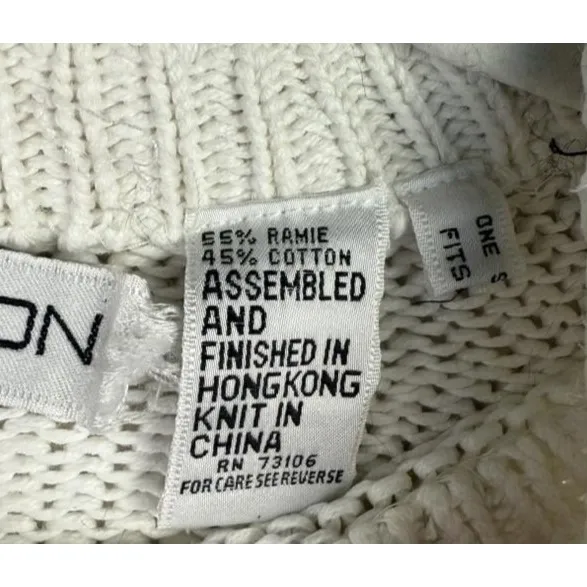 ON
55% RAMIE
45% COTTON
ASSEMBLED
AND
FINISHED IN
HONGKONG
KNIT IN
CHINA
RN 73106
FOR CARE SEE REVERSE
ONE S
FITS